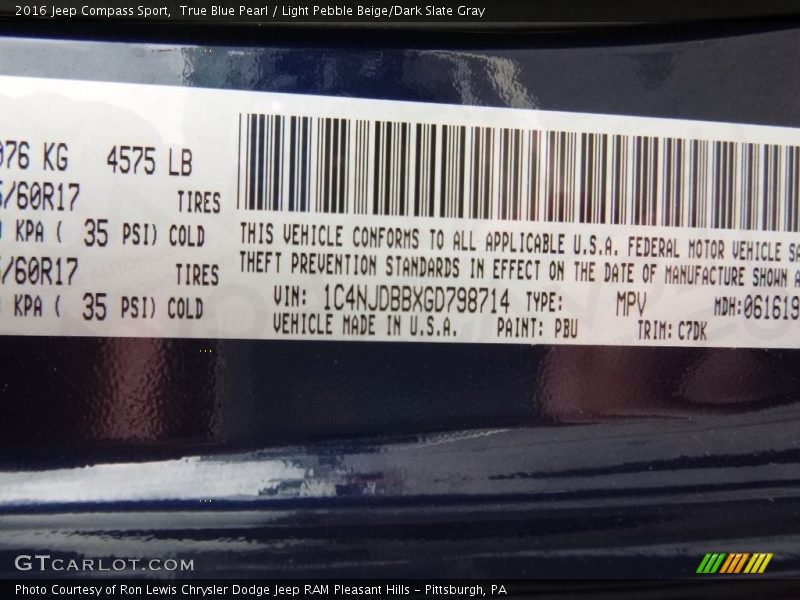 2016 Jeep Compass Sport,  True Blue Pearl / Light Pebble Beige/Dark Slate Gray
076 KG 4575 LB
/60R17 TIRES
KPA ( 35 PSI) COLD
/60R17 TIRES
KPA ( 35 PSI) COLD
THIS VEHICLE CONFORMS TO ALL APPLICABLE U.S.A. FEDERAL MOTOR VEHICLE SA
THEFT PREVENTION STANDARDS IN EFFECT ON THE DATE OF MANUFACTURE SHOWN A
VIN: 1C4NJDBBXGD798714 TYPE: MPV MDH: 061619
VEHICLE MADE IN U.S.A. PAINT: PBU TRIM: C7DK
GTCARLOT.COM
Photo Courtesy of Ron Lewis Chrysler Dodge Jeep RAM Pleasant Hills - Pittsburgh, PA